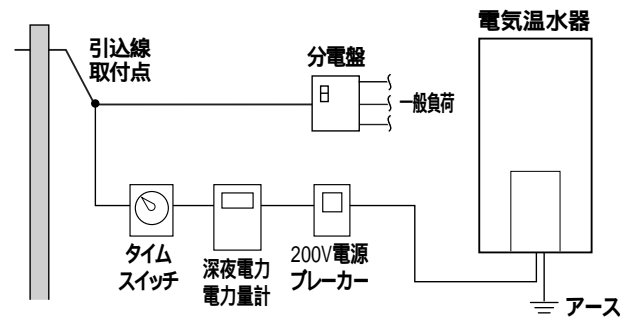 電気温水器
引込線
取付点
分電盤
一般負荷
タイム
スイッチ
深夜電力
電力量計
200V電源
ブレーカー
アース